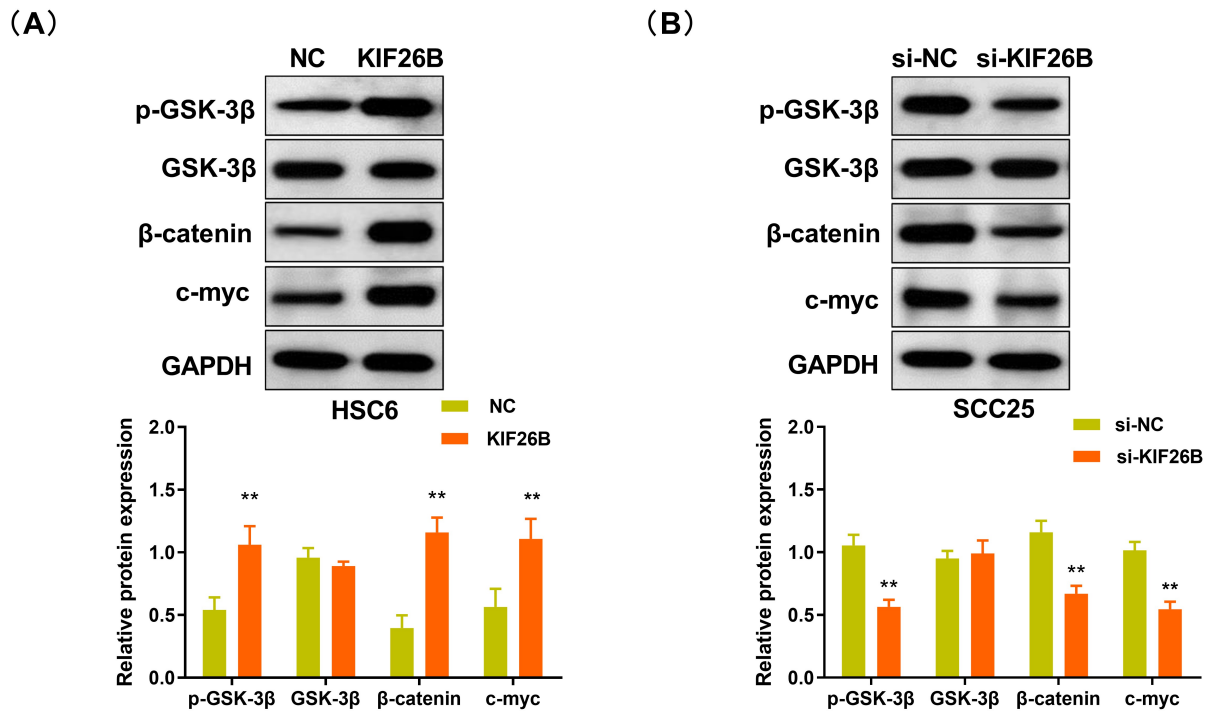 (A)
NC KIF26B
p-GSK-3β
GSK-3β
β-catenin
c-myc
GAPDH
HSC6
NC
KIF26B
Relative protein expression
2.0
1.5
1.0
0.5
0.0
** ** **
p-GSK-3β GSK-3β β-catenin c-myc
(B)
si-NC si-KIF26B
p-GSK-3β
GSK-3β
β-catenin
c-myc
GAPDH
SCC25
si-NC
si-KIF26B
Relative protein expression
2.0
1.5
1.0
0.5
0.0
** ** **
p-GSK-3β GSK-3β β-catenin c-myc